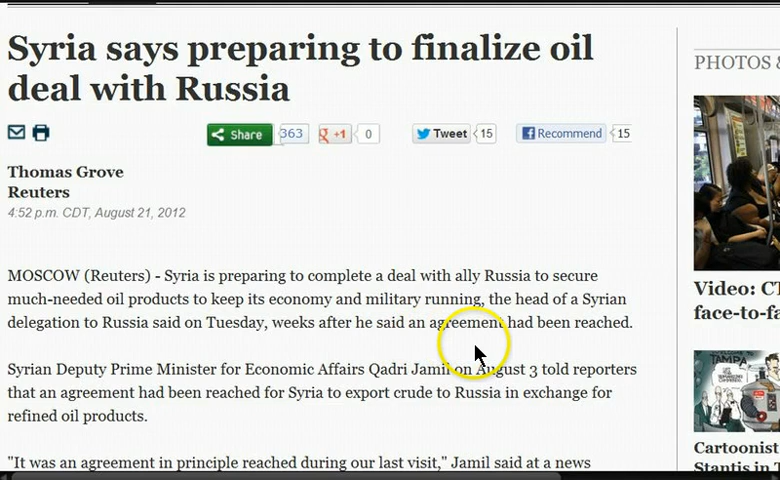 Syria says preparing to finalize oil
deal with Russia
PHOTOS &
Share 363 +1 0 Tweet 15 Recommend 15
Thomas Grove
Reuters
4:52 p.m. CDT, August 21, 2012
MOSCOW (Reuters) - Syria is preparing to complete a deal with ally Russia to secure
much-needed oil products to keep its economy and military running, the head of a Syrian
delegation to Russia said on Tuesday, weeks after he said an agreement had been reached.
Syrian Deputy Prime Minister for Economic Affairs Qadri Jamil on August 3 told reporters
that an agreement had been reached for Syria to export crude to Russia in exchange for
refined oil products.
"It was an agreement in principle reached during our last visit," Jamil said at a news
Video: CT
face-to-fa
TAMPA
Cartoonist
Stantis in T